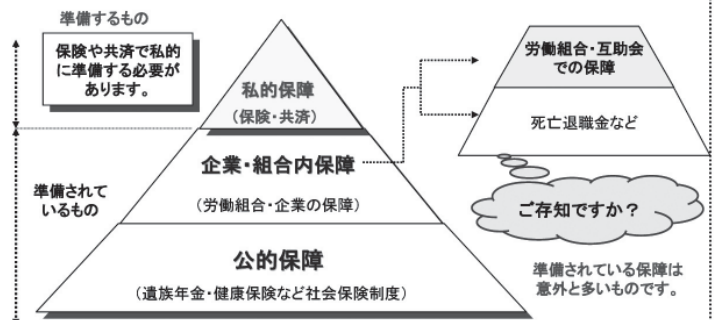 準備するもの
保険や共済で私的
に準備する必要が
あります。
私的保障
（保険・共済）
準備されて
いるもの
企業・組合内保障
（労働組合・企業の保障）
公的保障
（遺族年金・健康保険など社会保険制度）
労働組合・互助会
での保障
死亡退職金など
ご存知ですか？
準備されている保障は
意外と多いものです。